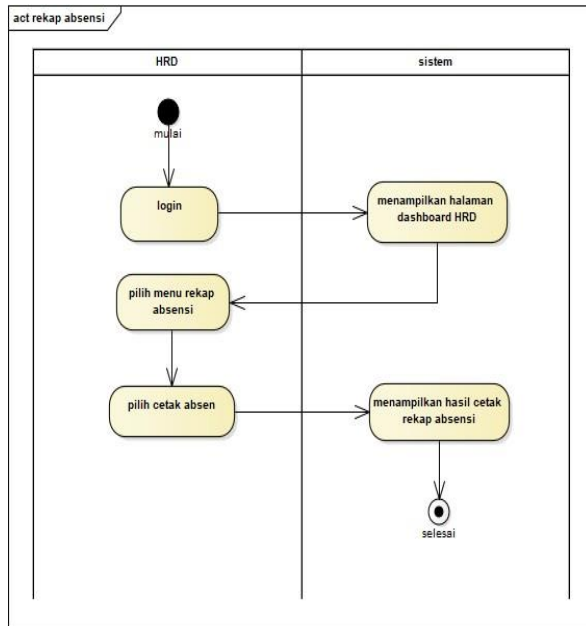 act rekap absensi
HRD
sistem
mulai
login
menampilkan halaman
dashboard HRD
pilih menu rekap
absensi
pilih cetak absen
menampilkan hasil cetak
rekap absensi
selesai